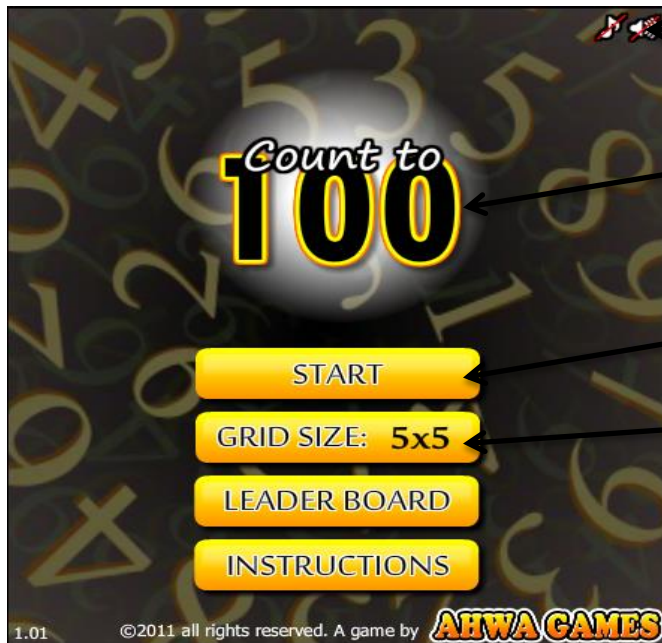 Count to
100
START
GRID SIZE: 5x5
LEADER BOARD
INSTRUCTIONS
1.01 ©2011 all rights reserved. A game by AHWA GAMES